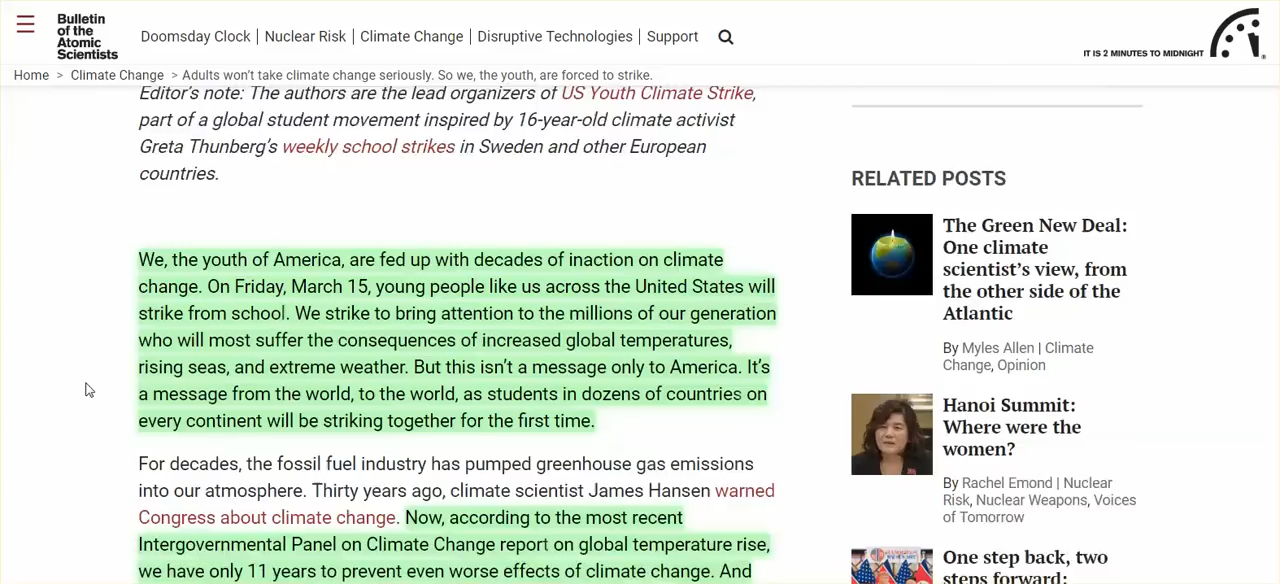 Bulletin
of the
Atomic
Scientists
Doomsday Clock | Nuclear Risk | Climate Change | Disruptive Technologies | Support
IT IS 2 MINUTES TO MIDNIGHT
Home > Climate Change > Adults won’t take climate change seriously. So we, the youth, are forced to strike.
Editor’s note: The authors are the lead organizers of US Youth Climate Strike,
part of a global student movement inspired by 16-year-old climate activist
Greta Thunberg’s weekly school strikes in Sweden and other European
countries.
We, the youth of America, are fed up with decades of inaction on climate
change. On Friday, March 15, young people like us across the United States will
strike from school. We strike to bring attention to the millions of our generation
who will most suffer the consequences of increased global temperatures,
rising seas, and extreme weather. But this isn’t a message only to America. It’s
a message from the world, to the world, as students in dozens of countries on
every continent will be striking together for the first time.
For decades, the fossil fuel industry has pumped greenhouse gas emissions
into our atmosphere. Thirty years ago, climate scientist James Hansen warned
Congress about climate change. Now, according to the most recent
Intergovernmental Panel on Climate Change report on global temperature rise,
we have only 11 years to prevent even worse effects of climate change. And
RELATED POSTS
The Green New Deal:
One climate
scientist’s view, from
the other side of the
Atlantic
By Myles Allen | Climate
Change, Opinion
Hanoi Summit:
Where were the
women?
By Rachel Emond | Nuclear
Risk, Nuclear Weapons, Voices
of Tomorrow
One step back, two
steps forward: